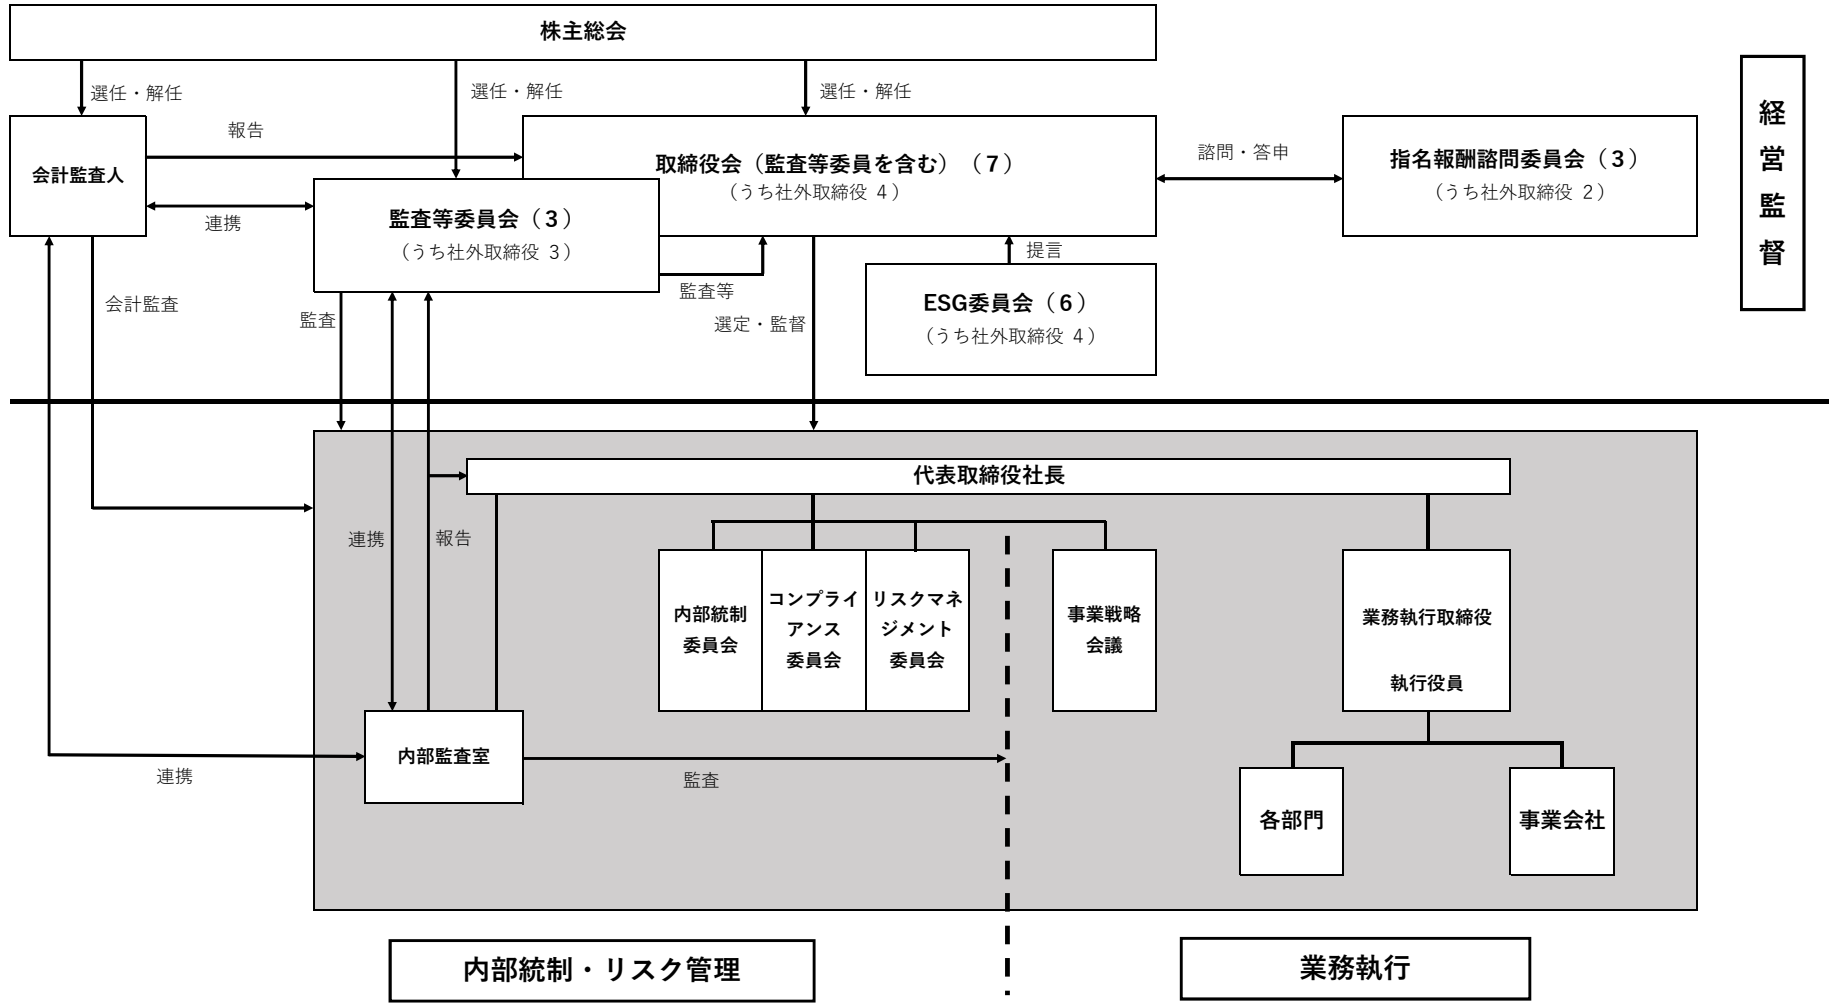 株主総会
選任・解任
選任・解任
選任・解任
会計監査人
報告
取締役会（監査等委員を含む）（７）
（うち社外取締役 4）
諮問・答申
指名報酬諮問委員会（３）
（うち社外取締役 2）
経営監督
連携
監査等委員会（３）
（うち社外取締役 3）
監査等
提言
ESG委員会（６）
（うち社外取締役 4）
会計監査
監査
選定・監督
代表取締役社長
連携
報告
内部統制
委員会
コンプライ
アンス
委員会
リスクマネ
ジメント
委員会
事業戦略
会議
業務執行取締役
執行役員
内部監査室
連携
監査
各部門
事業会社
内部統制・リスク管理
業務執行